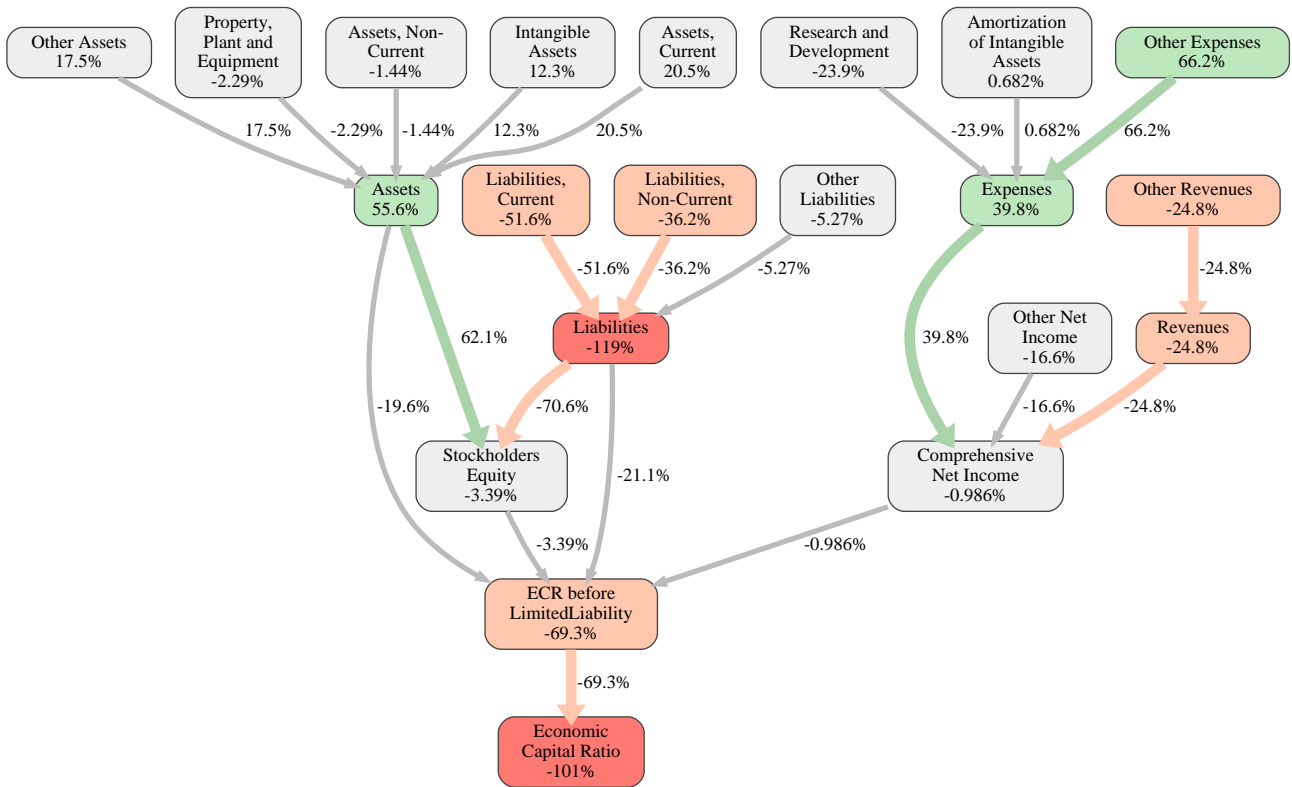 Other Assets
17.5%
Property,
Plant and
Equipment
-2.29%
Assets, Non-
Current
-1.44%
Intangible
Assets
12.3%
Assets,
Current
20.5%
Research and
Development
-23.9%
Amortization
of Intangible
Assets
0.682%
Other Expenses
66.2%
17.5%
-2.29%
-1.44%
12.3%
20.5%
-23.9%
0.682%
66.2%
Assets
55.6%
Liabilities,
Current
-51.6%
Liabilities,
Non-Current
-36.2%
Other
Liabilities
-5.27%
Expenses
39.8%
Other Revenues
-24.8%
-51.6%
-36.2%
-5.27%
-24.8%
62.1%
Liabilities
-119%
39.8%
Other Net
Income
-16.6%
Revenues
-24.8%
-19.6%
-70.6%
-16.6%
-24.8%
Stockholders
Equity
-3.39%
-21.1%
Comprehensive
Net Income
-0.986%
-3.39%
-0.986%
ECR before
LimitedLiability
-69.3%
-69.3%
Economic
Capital Ratio
-101%